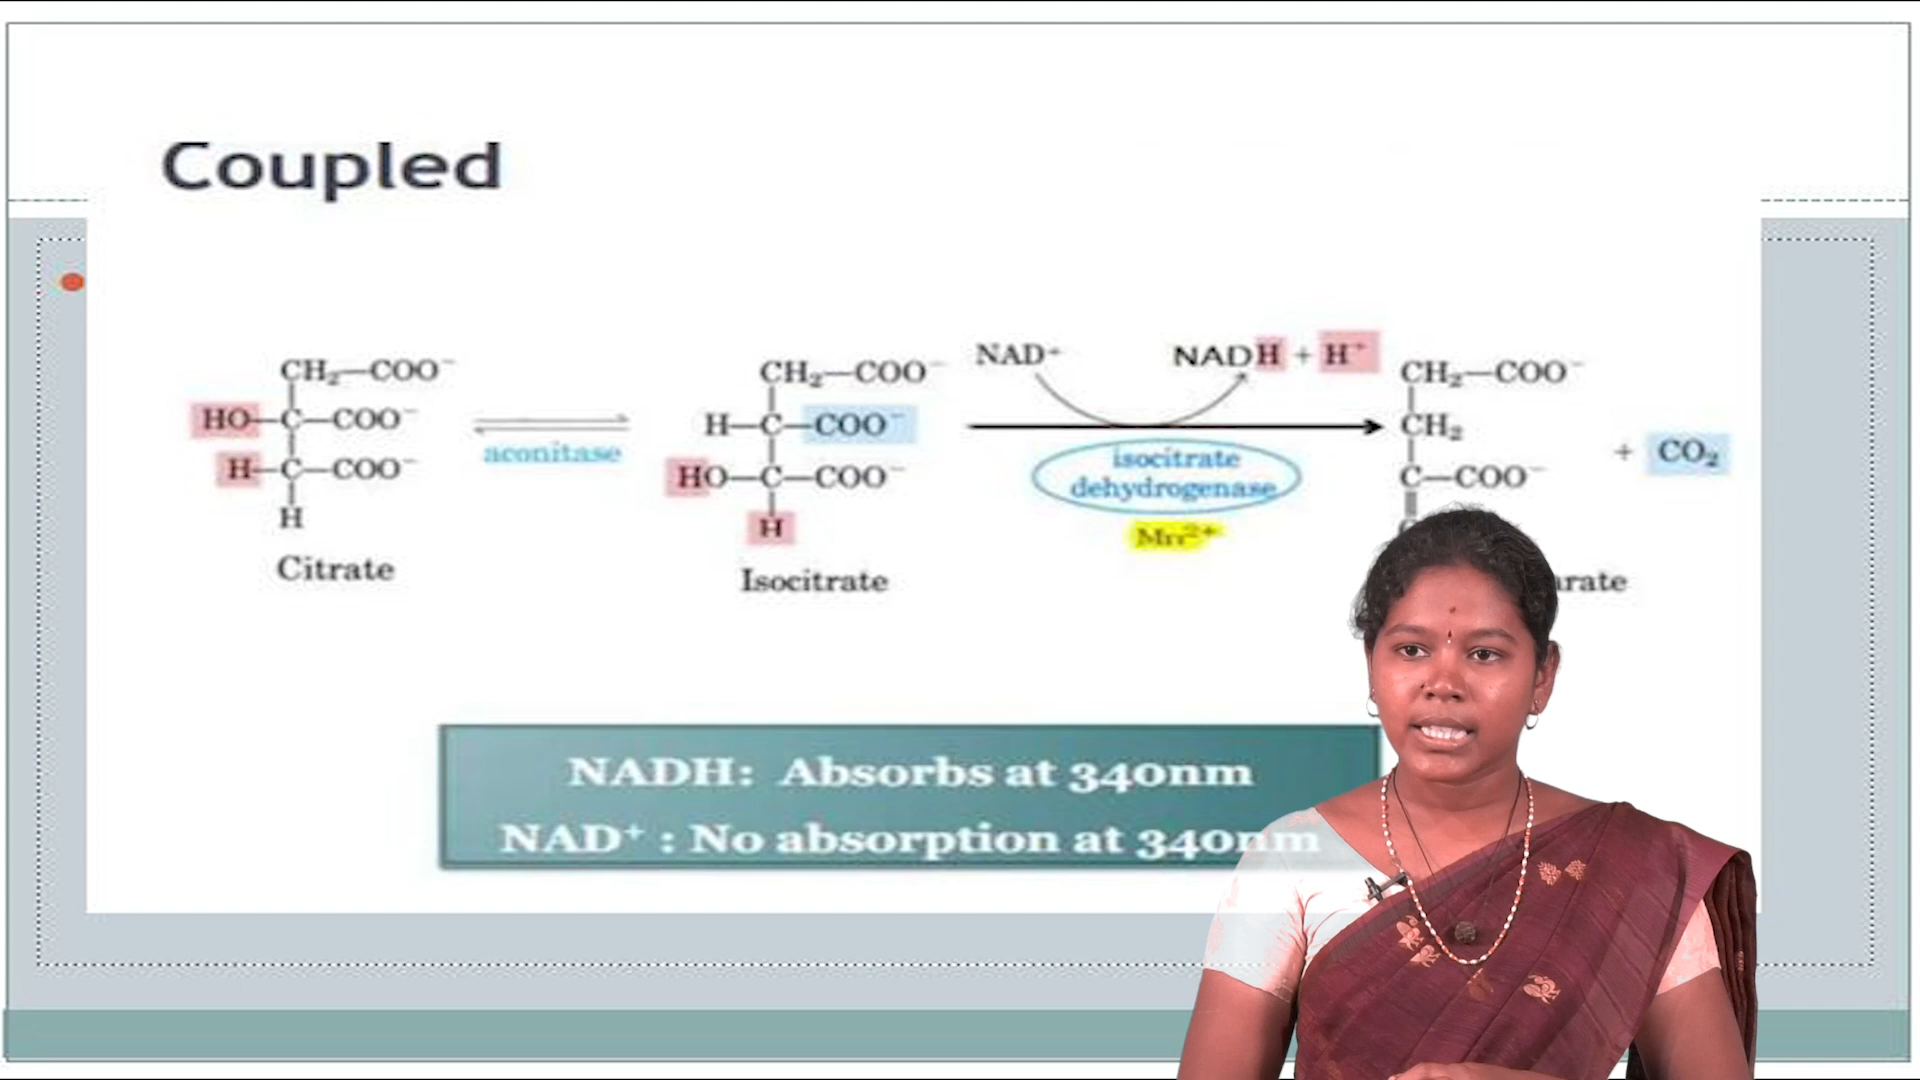 Coupled
CH₂—COO⁻
HO—C—COO⁻
H—C—COO⁻
H
Citrate
aconitase
CH₂—COO⁻
H—C—COO⁻
HO—C—COO⁻
H
Isocitrate
NAD⁺
NADH + H⁺
isocitrate
dehydrogenase
Mn²⁺
CH₂—COO⁻
CH₂
C—COO⁻
+ CO₂
NADH: Absorbs at 340nm
NAD⁺ : No absorption at 340nm